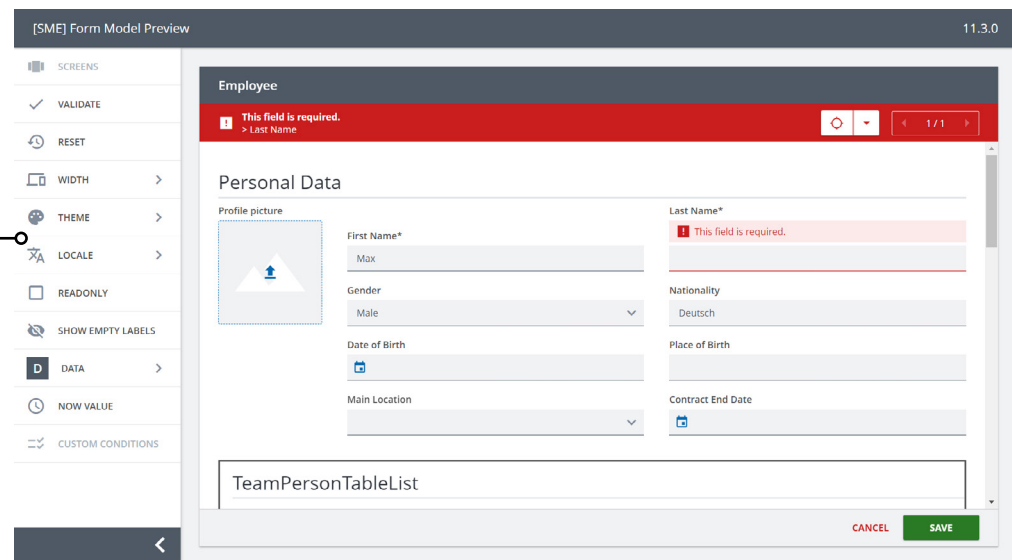 [SME] Form Model Preview
11.3.0
SCREENS
VALIDATE
RESET
WIDTH
THEME
LOCALE
READONLY
SHOW EMPTY LABELS
D DATA
NOW VALUE
CUSTOM CONDITIONS
Employee
This field is required.
> Last Name
1/1
Personal Data
Profile picture
First Name*
Max
Last Name*
This field is required.
Gender
Male
Nationality
Deutsch
Date of Birth
Place of Birth
Main Location
Contract End Date
TeamPersonTableList
CANCEL
SAVE